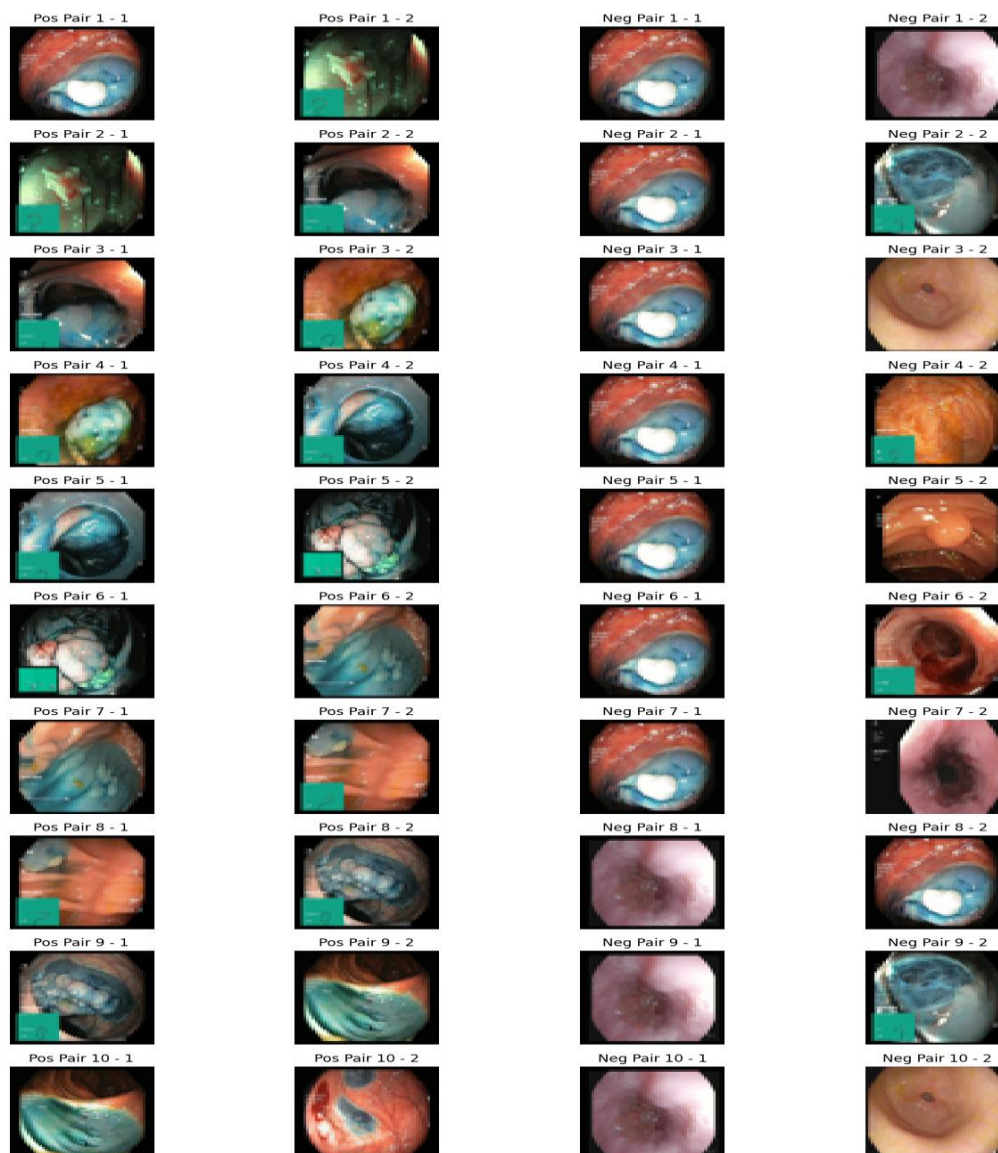 Pos Pair 1 - 1
Pos Pair 1 - 2
Neg Pair 1 - 1
Neg Pair 1 - 2
Pos Pair 2 - 1
Pos Pair 2 - 2
Neg Pair 2 - 1
Neg Pair 2 - 2
Pos Pair 3 - 1
Pos Pair 3 - 2
Neg Pair 3 - 1
Neg Pair 3 - 2
Pos Pair 4 - 1
Pos Pair 4 - 2
Neg Pair 4 - 1
Neg Pair 4 - 2
Pos Pair 5 - 1
Pos Pair 5 - 2
Neg Pair 5 - 1
Neg Pair 5 - 2
Pos Pair 6 - 1
Pos Pair 6 - 2
Neg Pair 6 - 1
Neg Pair 6 - 2
Pos Pair 7 - 1
Pos Pair 7 - 2
Neg Pair 7 - 1
Neg Pair 7 - 2
Pos Pair 8 - 1
Pos Pair 8 - 2
Neg Pair 8 - 1
Neg Pair 8 - 2
Pos Pair 9 - 1
Pos Pair 9 - 2
Neg Pair 9 - 1
Neg Pair 9 - 2
Pos Pair 10 - 1
Pos Pair 10 - 2
Neg Pair 10 - 1
Neg Pair 10 - 2